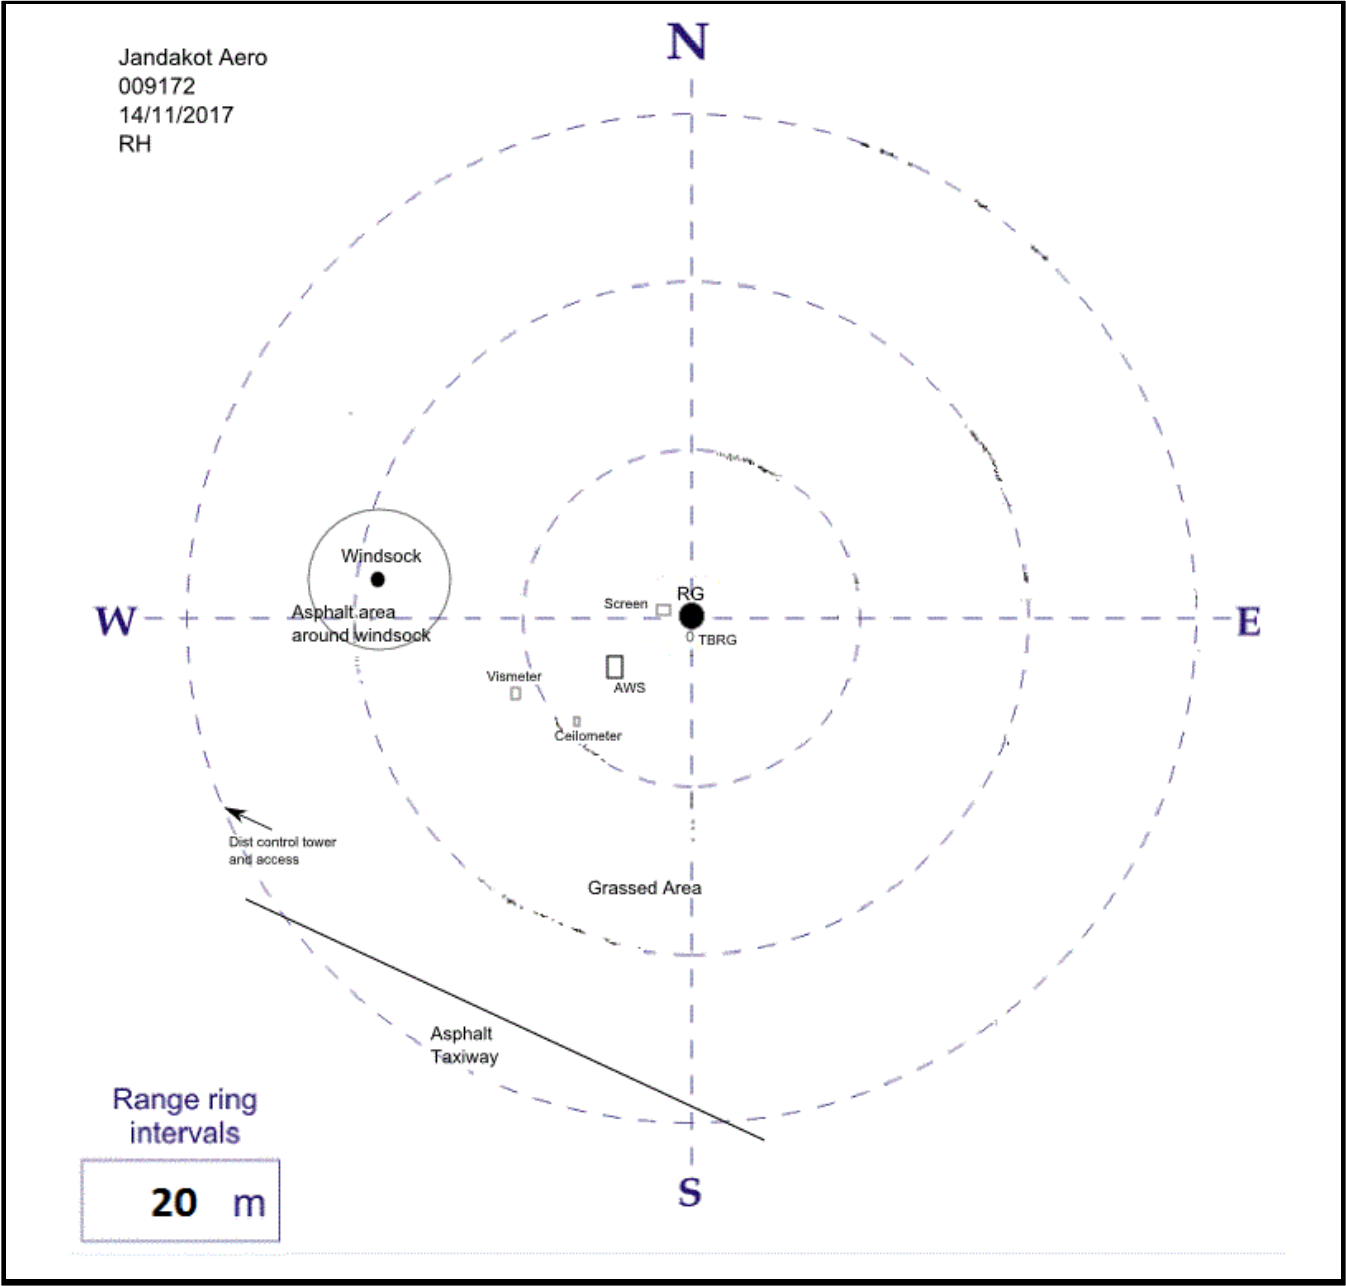 N
Jandakot Aero
009172
14/11/2017
RH
Windsock
Asphalt area
around windsock
W
E
RG
Screen
TBRG
Vismeter
AWS
Ceilometer
Dist control tower
and access
Grassed Area
Asphalt
Taxiway
Range ring
intervals
20 m
S